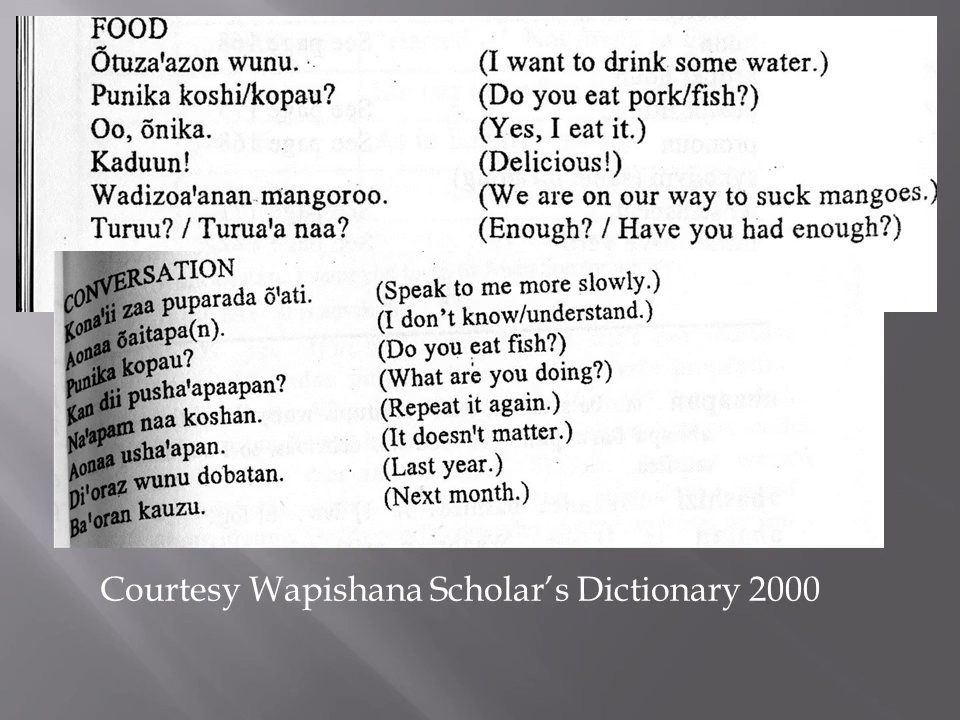 FOOD
Õtuza'azon wunu. (I want to drink some water.)
Punika koshi/kopau? (Do you eat pork/fish?)
Oo, õnika. (Yes, I eat it.)
Kaduun! (Delicious!)
Wadizoa'anan mangoroo. (We are on our way to suck mangoes.)
Turuu? / Turua'a naa? (Enough? / Have you had enough?)
CONVERSATION
Kona'ii zaa puparada õ'ati. (Speak to me more slowly.)
Aonaa õaitapa(n). (I don't know/understand.)
Punika kopau? (Do you eat fish?)
Kan dii pusha'apaapan? (What are you doing?)
Na'apam naa koshan. (Repeat it again.)
Aonaa usha'apan. (It doesn't matter.)
Di'oraz wunu dobatan. (Last year.)
Ba'oran kauzu. (Next month.)
Courtesy Wapishana Scholar's Dictionary 2000